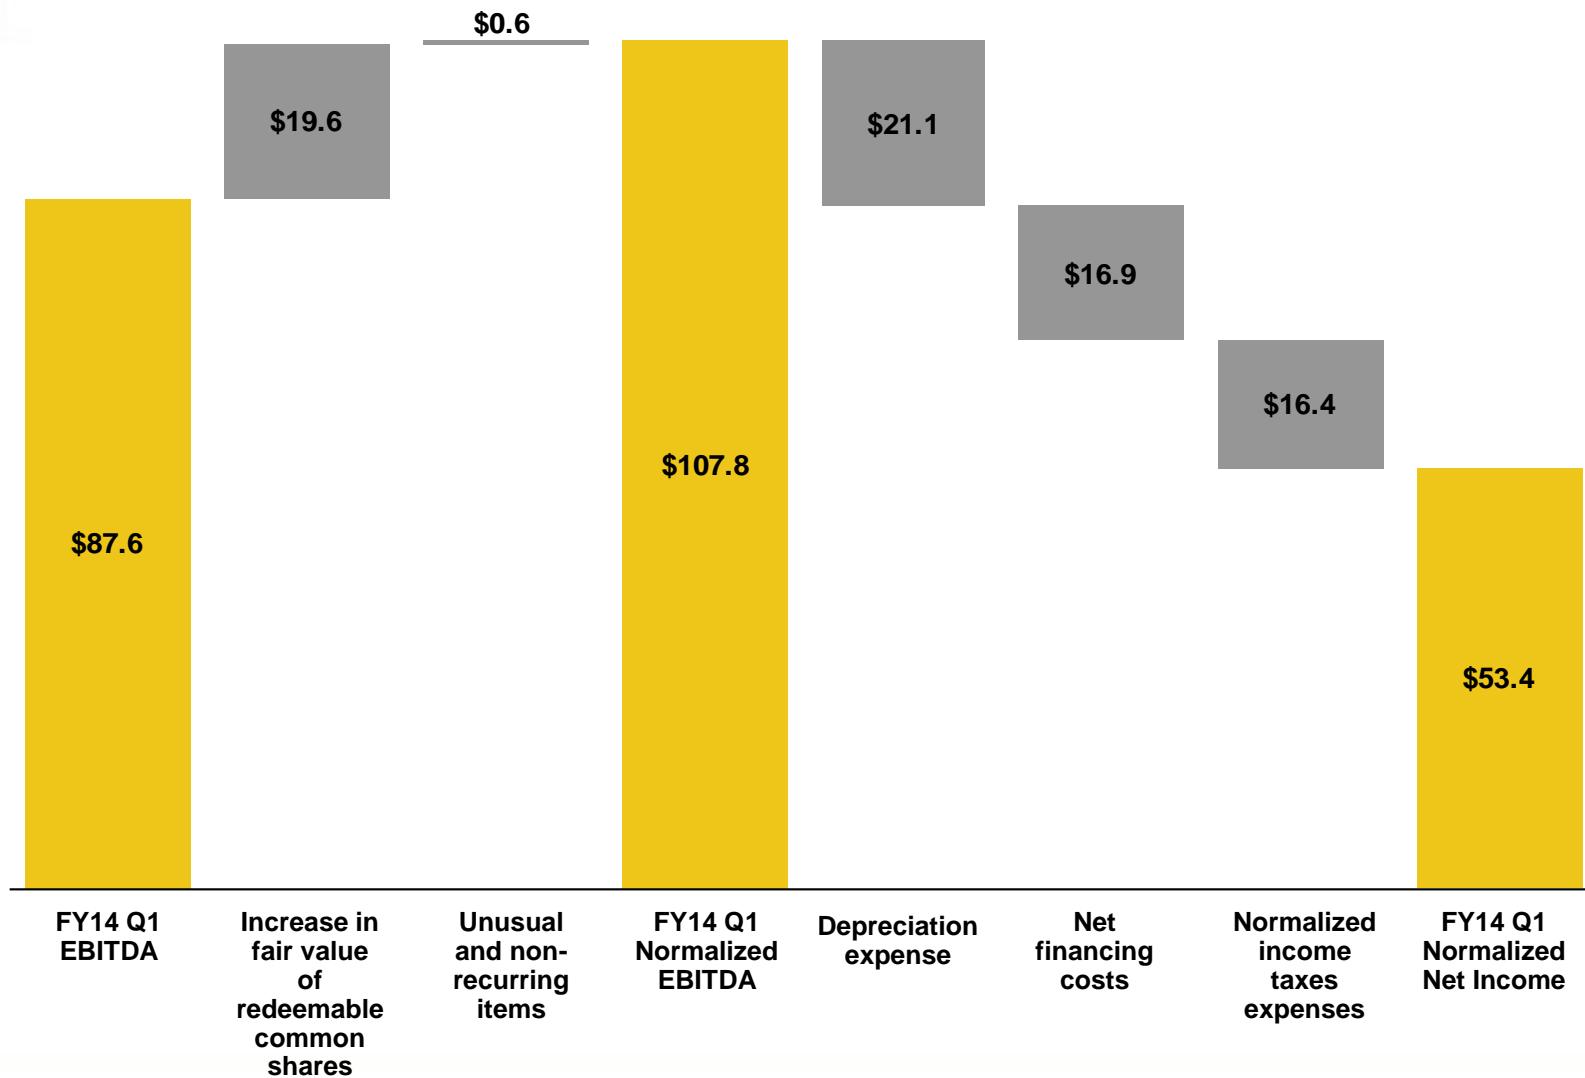 $0.6
$19.6
$21.1
$16.9
$16.4
$107.8
$87.6
$53.4
FY14 Q1
EBITDA
Increase in
fair value
of
redeemable
common
shares
Unusual
and non-
recurring
items
FY14 Q1
Normalized
EBITDA
Depreciation
expense
Net
financing
costs
Normalized
income
taxes
expenses
FY14 Q1
Normalized
Net Income